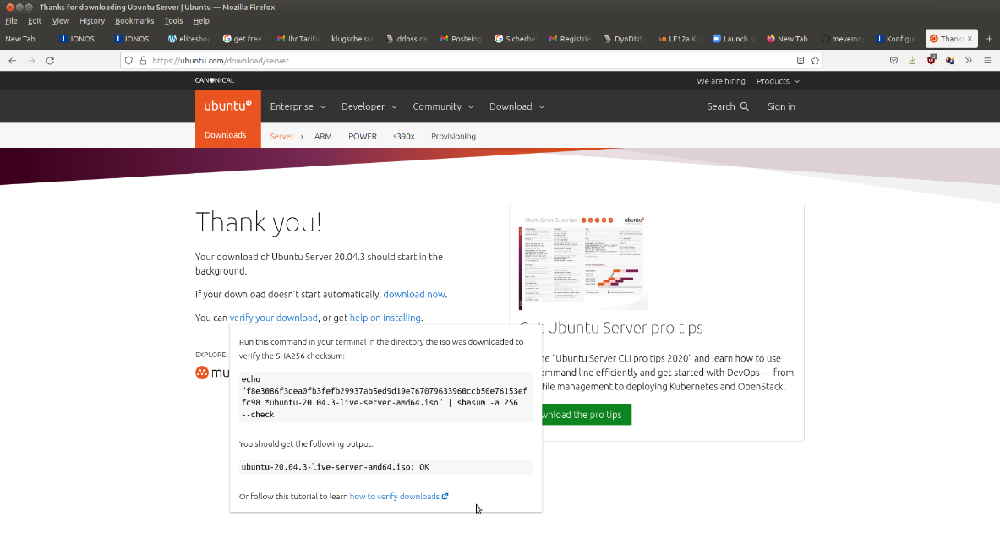 Thanks for downloading Ubuntu Server | Ubuntu — Mozilla Firefox
File Edit View History Bookmarks Tools Help
New Tab IONOS IONOS eliteshop get free Ihr Tarifw klugscheisse ddnss.de Posteing Sicherhe Registrie DynDNS LF12a Ku Launch M New Tab mevemo Konfigu Thanks
https://ubuntu.com/download/server
CANONICAL We are hiring Products
ubuntu Enterprise Developer Community Download Search Sign in
Downloads Server › ARM POWER s390x Provisioning
Thank you!
Your download of Ubuntu Server 20.04.3 should start in the
background.
If your download doesn’t start automatically, download now.
You can verify your download, or get help on installing.
EXPLORE:
mu
Run this command in your terminal in the directory the iso was downloaded to
verify the SHA256 checksum:
echo
"f8e3086f3cea0fb3fefb29937ab5ed9d19e767079633960ccb50e76153ef
fc98 *ubuntu-20.04.3-live-server-amd64.iso" | shasum -a 256
--check
You should get the following output:
ubuntu-20.04.3-live-server-amd64.iso: OK
Or follow this tutorial to learn how to verify downloads
Ubuntu Server CLI pro tips ubuntu
Get Ubuntu Server pro tips
the “Ubuntu Server CLI pro tips 2020” and learn how to use
ommand line efficiently and get started with DevOps — from
file management to deploying Kubernetes and OpenStack.
wnload the pro tips